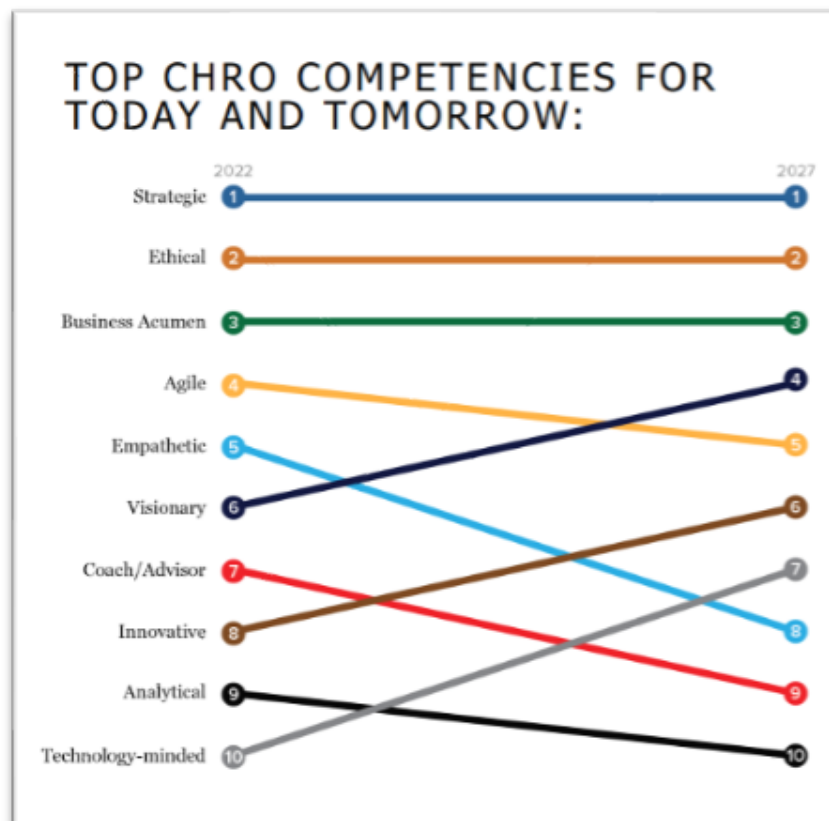 TOP CHRO COMPETENCIES FOR
TODAY AND TOMORROW:
2022 2027
Strategic 1 1
Ethical 2 2
Business Acumen 3 3
Agile 4 4
Empathetic 5 5
Visionary 6 6
Coach/Advisor 7 7
Innovative 8 8
Analytical 9 9
Technology-minded 10 10